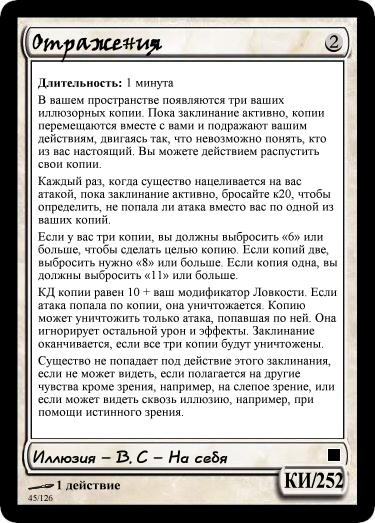 Отражения
2
Длительность: 1 минута
В вашем пространстве появляются три ваших
иллюзорных копии. Пока заклинание активно, копии
перемещаются вместе с вами и подражают вашим
действиям, двигаясь так, что невозможно понять, кто
из вас настоящий. Вы можете действием распустить
свои копии.
Каждый раз, когда существо нацеливается на вас
атакой, пока заклинание активно, бросайте к20, чтобы
определить, не попала ли атака вместо вас по одной из
ваших копий.
Если у вас три копии, вы должны выбросить «6» или
больше, чтобы сделать целью копию. Если копий две,
выбросить нужно «8» или больше. Если копия одна, вы
должны выбросить «11» или больше.
КД копии равен 10 + ваш модификатор Ловкости. Если
атака попала по копии, она уничтожается. Копию
может уничтожить только атака, попавшая по ней. Она
игнорирует остальной урон и эффекты. Заклинание
оканчивается, если все три копии будут уничтожены.
Существо не попадает под действие этого заклинания,
если не может видеть, если полагается на другие
чувства кроме зрения, например, на слепое зрение, или
если может видеть сквозь иллюзию, например, при
помощи истинного зрения.
Иллюзия – В, С – На себя
КИ/252
1 действие
45/126